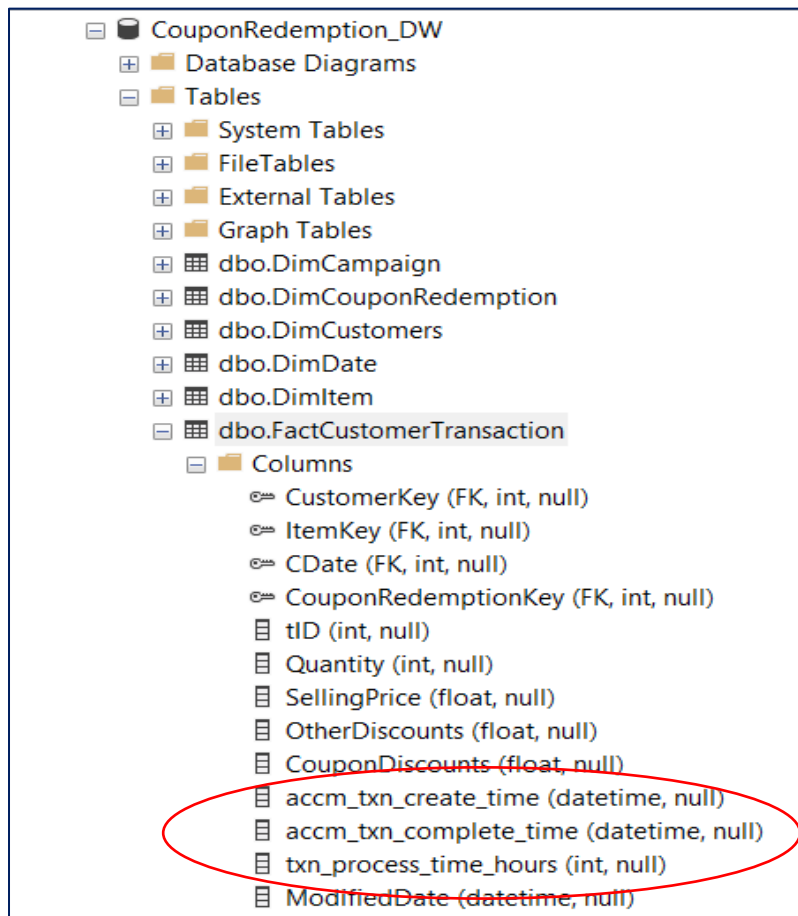 CouponRedemption_DW
Database Diagrams
Tables
System Tables
FileTables
External Tables
Graph Tables
dbo.DimCampaign
dbo.DimCouponRedemption
dbo.DimCustomers
dbo.DimDate
dbo.DimItem
dbo.FactCustomerTransaction
Columns
CustomerKey (FK, int, null)
ItemKey (FK, int, null)
CDate (FK, int, null)
CouponRedemptionKey (FK, int, null)
tID (int, null)
Quantity (int, null)
SellingPrice (float, null)
OtherDiscounts (float, null)
CouponDiscounts (float, null)
accm_txn_create_time (datetime, null)
accm_txn_complete_time (datetime, null)
txn_process_time_hours (int, null)
ModifiedDate (datetime, null)